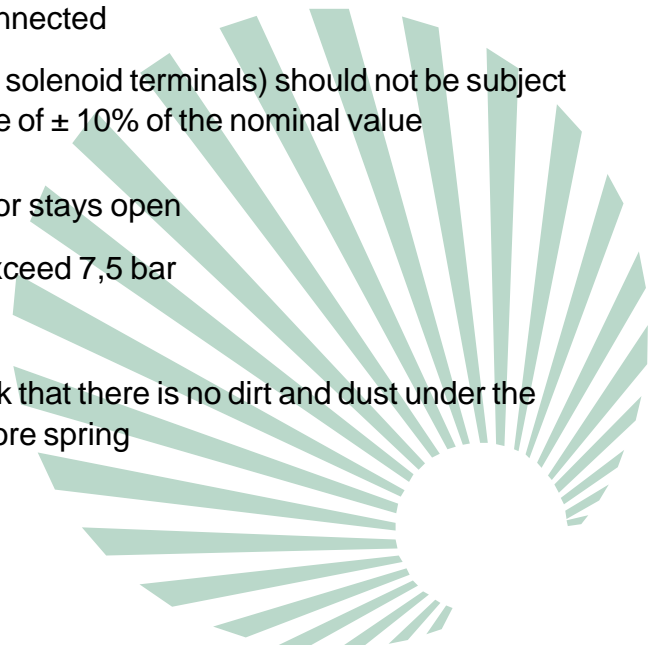 nnected
solenoid terminals) should not be subject
e of ± 10% of the nominal value
or stays open
xceed 7,5 bar
k that there is no dirt and dust under the
ore spring